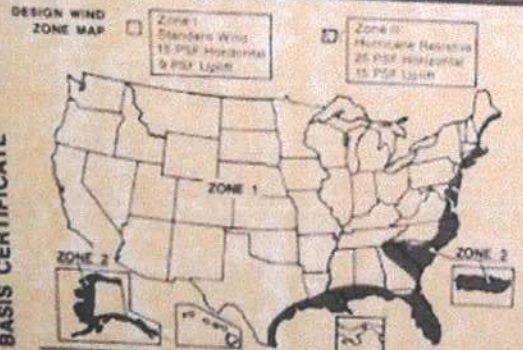 DESIGN WIND
ZONE MAP
Zone I
Standard Wind
15 PSF Horizontal
9 PSF Uplift
Zone II
Hurricane Resistive
25 PSF Horizontal
15 PSF Uplift
ZONE 1
ZONE 2
ZONE 2
BASIS CERTIFICATE